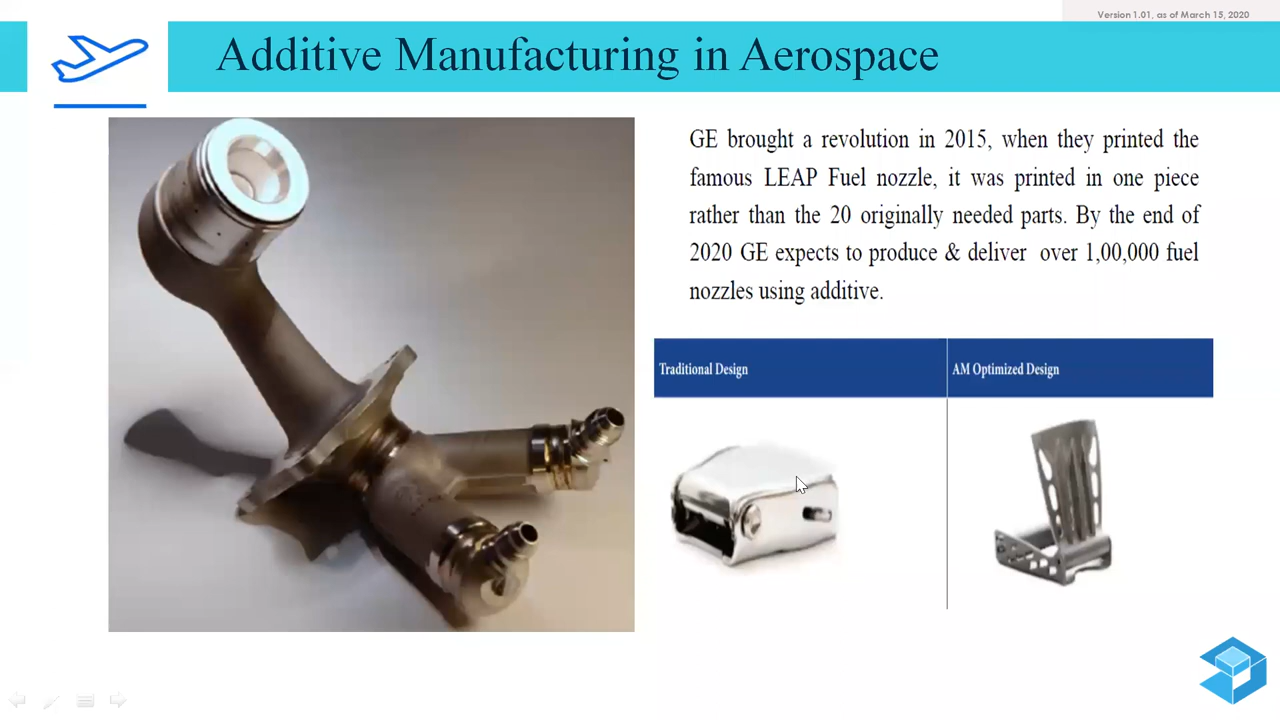 Version 1.01, as of March 15, 2020
Additive Manufacturing in Aerospace
GE brought a revolution in 2015, when they printed the
famous LEAP Fuel nozzle, it was printed in one piece
rather than the 20 originally needed parts. By the end of
2020 GE expects to produce & deliver over 1,00,000 fuel
nozzles using additive.
Traditional Design
AM Optimized Design